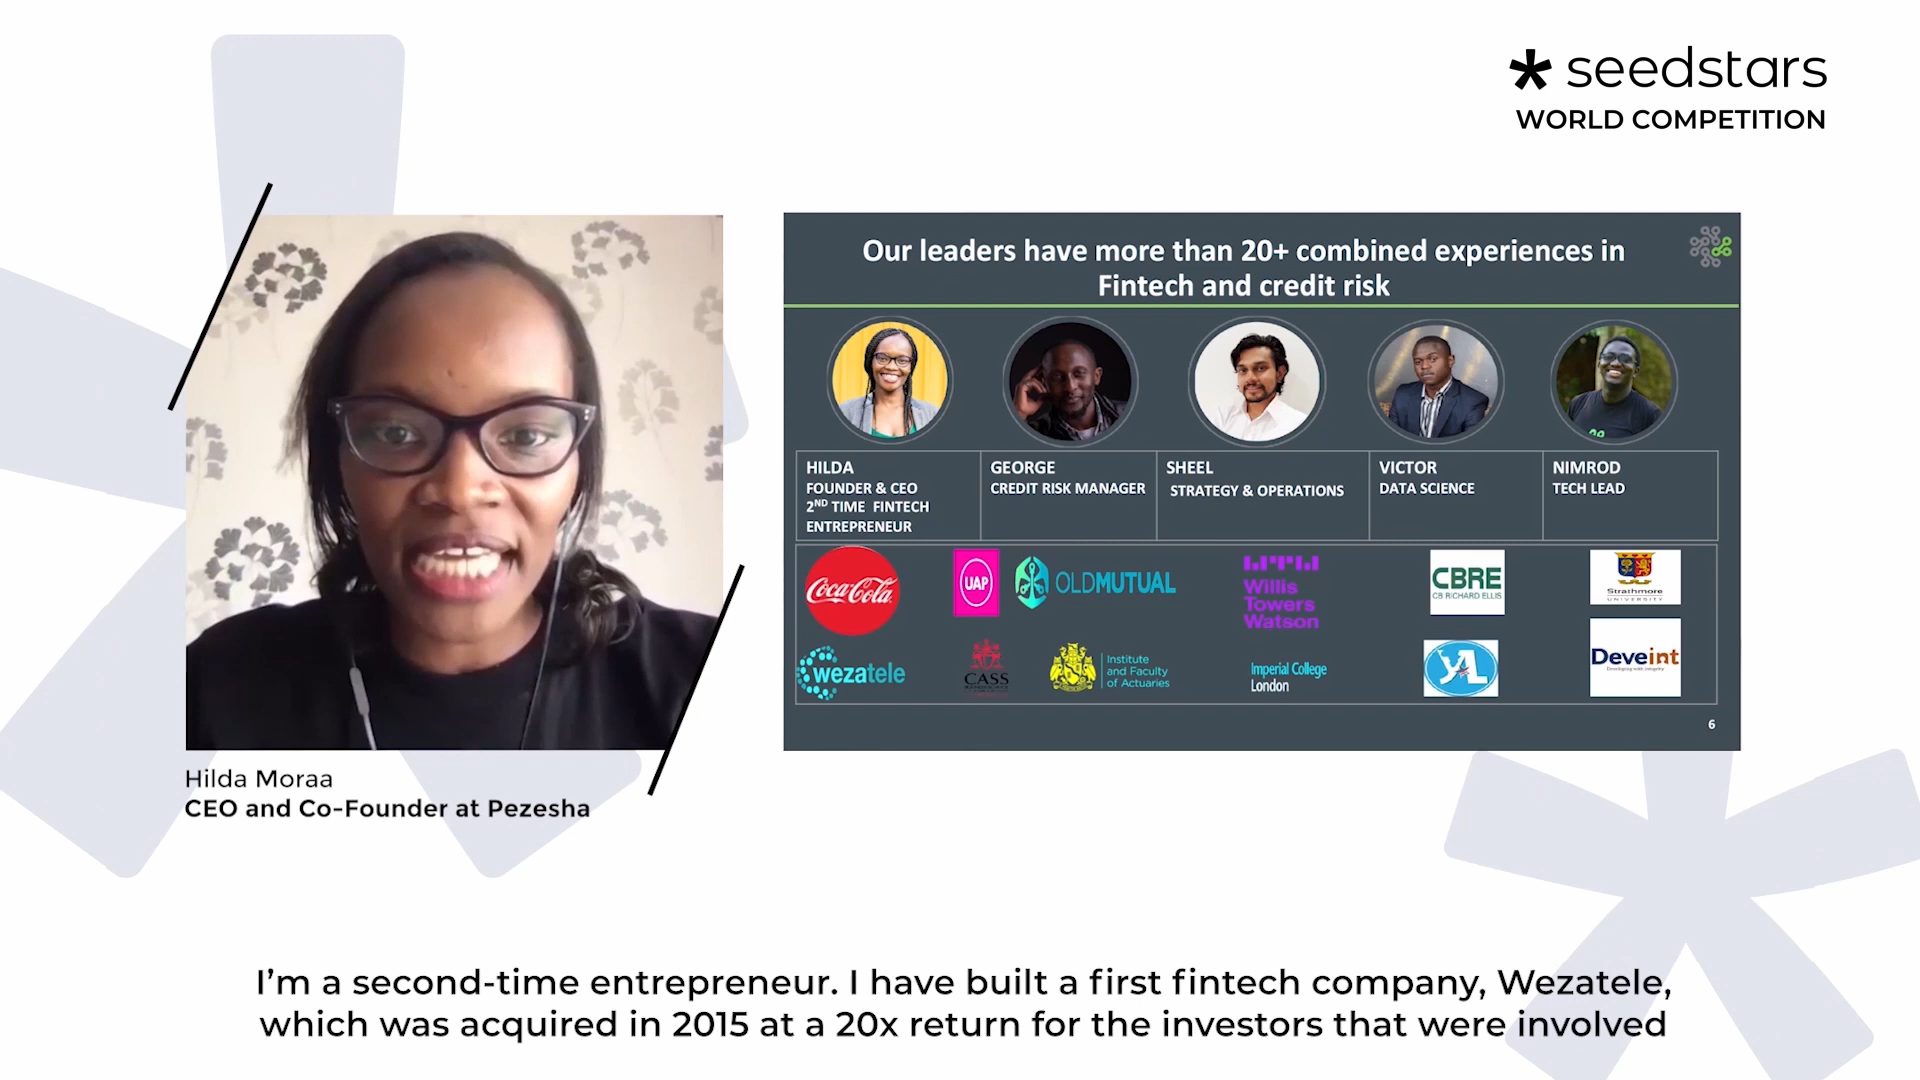 seedstars
WORLD COMPETITION
Our leaders have more than 20+ combined experiences in
Fintech and credit risk
HILDA
FOUNDER & CEO
2ND TIME FINTECH
ENTREPRENEUR
GEORGE
CREDIT RISK MANAGER
SHEEL
STRATEGY & OPERATIONS
VICTOR
DATA SCIENCE
NIMROD
TECH LEAD
Coca-Cola
UAP
OLDMUTUAL
Willis
Towers
Watson
CBRE
CB RICHARD ELLIS
Strathmore
UNIVERSITY
wezatele
CASS
Institute
and Faculty
of Actuaries
Imperial College
London
Deveint
Developing with integrity
6
Hilda Moraa
CEO and Co-Founder at Pezesha
I'm a second-time entrepreneur. I have built a first fintech company, Wezatele,
which was acquired in 2015 at a 20x return for the investors that were involved